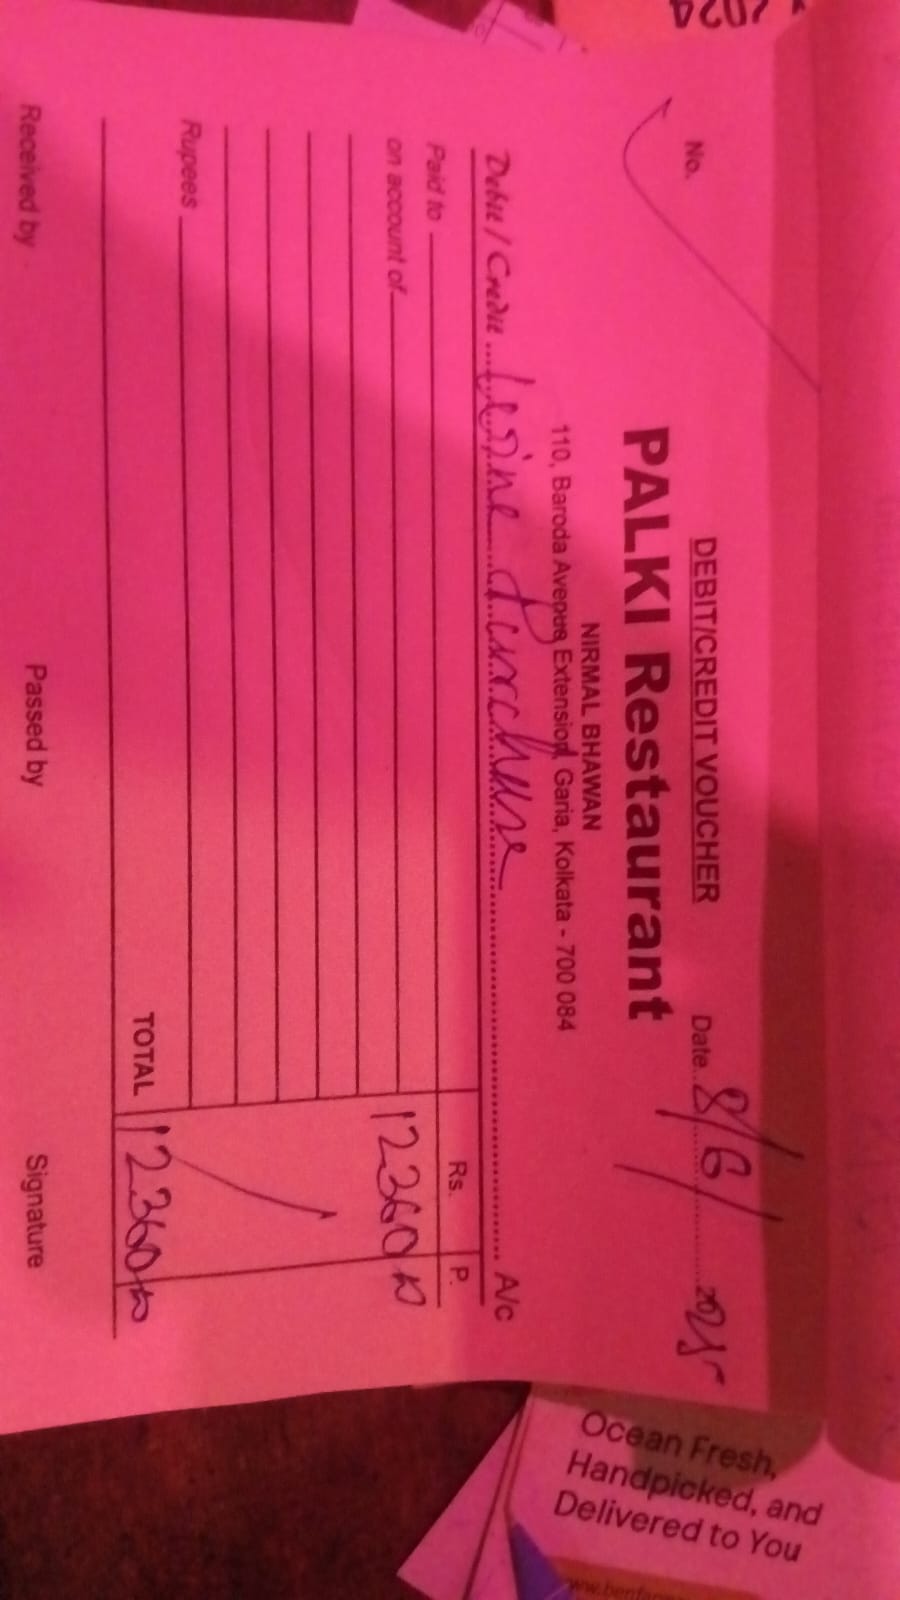 No.
DEBIT/CREDIT VOUCHER
Date 8/6/ 2025
PALKI Restaurant
NIRMAL BHAWAN
110, Baroda Avenue Extension, Garia, Kolkata - 700 084
Debit / Credit Wine Purchase A/c
Paid to
Rs. P.
on account of 12360
Rupees
TOTAL 12360
Received by Passed by Signature
2024
Ocean Fresh,
Handpicked, and
Delivered to You